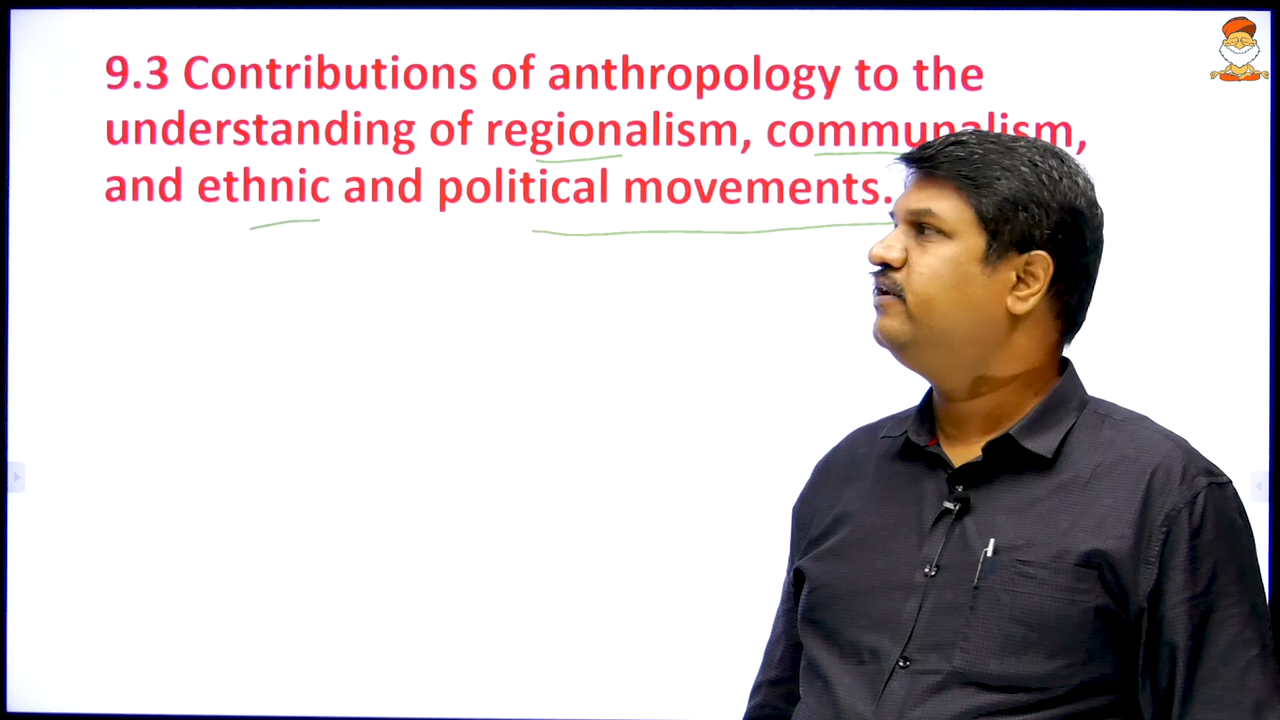 9.3 Contributions of anthropology to the
understanding of regionalism, communalism,
and ethnic and political movements.